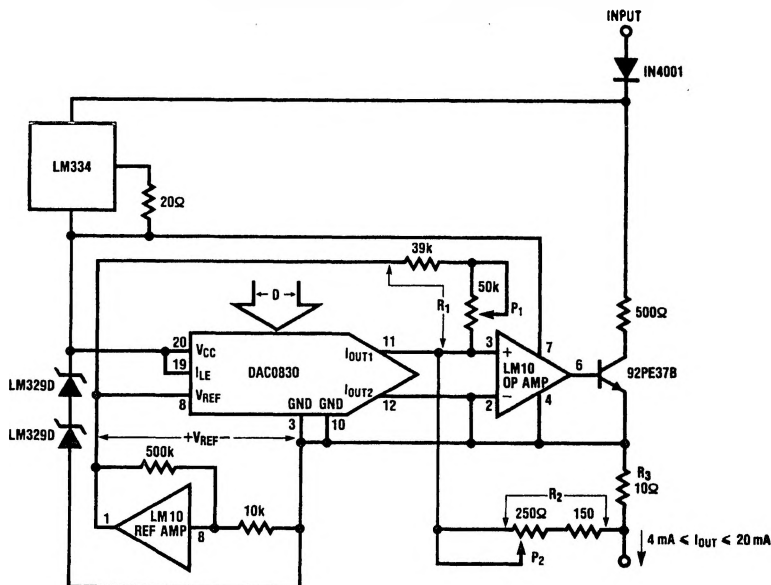 INPUT
IN4001
LM334
20Ω
39k
50k
P1
R1
D
500Ω
20 VCC
19 ILE
8 VREF
DAC0830
IOUT1 11
IOUT2 12
GND GND
3 10
3 +
2 −
LM10
OP AMP
7
4
6
92PE37B
LM329D
LM329D
+VREF−
500k
1
LM10
REF AMP
8
10k
R3
10Ω
R2
250Ω 150
P2
4 mA ≤ IOUT ≤ 20 mA